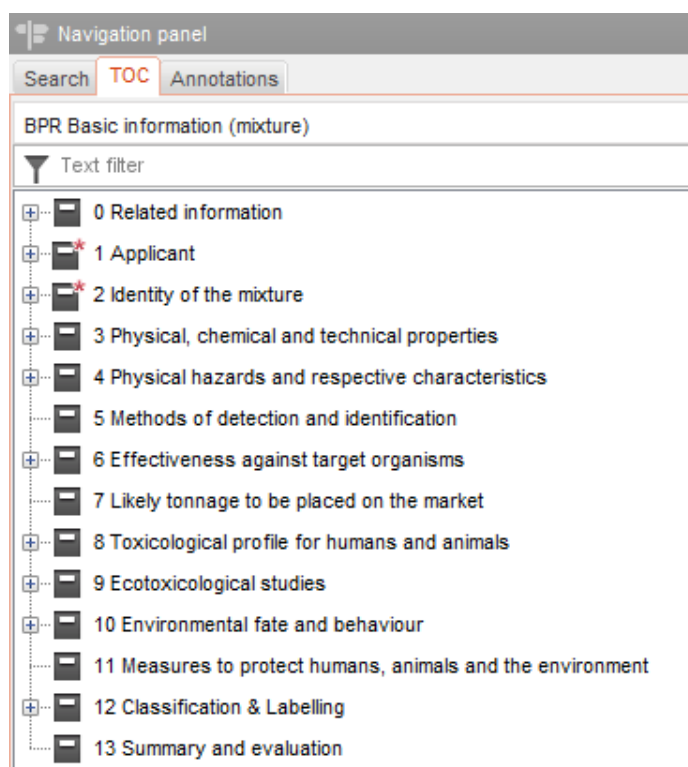 Navigation panel
Search TOC Annotations
BPR Basic information (mixture)
Text filter
0 Related information
* 1 Applicant
* 2 Identity of the mixture
3 Physical, chemical and technical properties
4 Physical hazards and respective characteristics
5 Methods of detection and identification
6 Effectiveness against target organisms
7 Likely tonnage to be placed on the market
8 Toxicological profile for humans and animals
9 Ecotoxicological studies
10 Environmental fate and behaviour
11 Measures to protect humans, animals and the environment
12 Classification & Labelling
13 Summary and evaluation